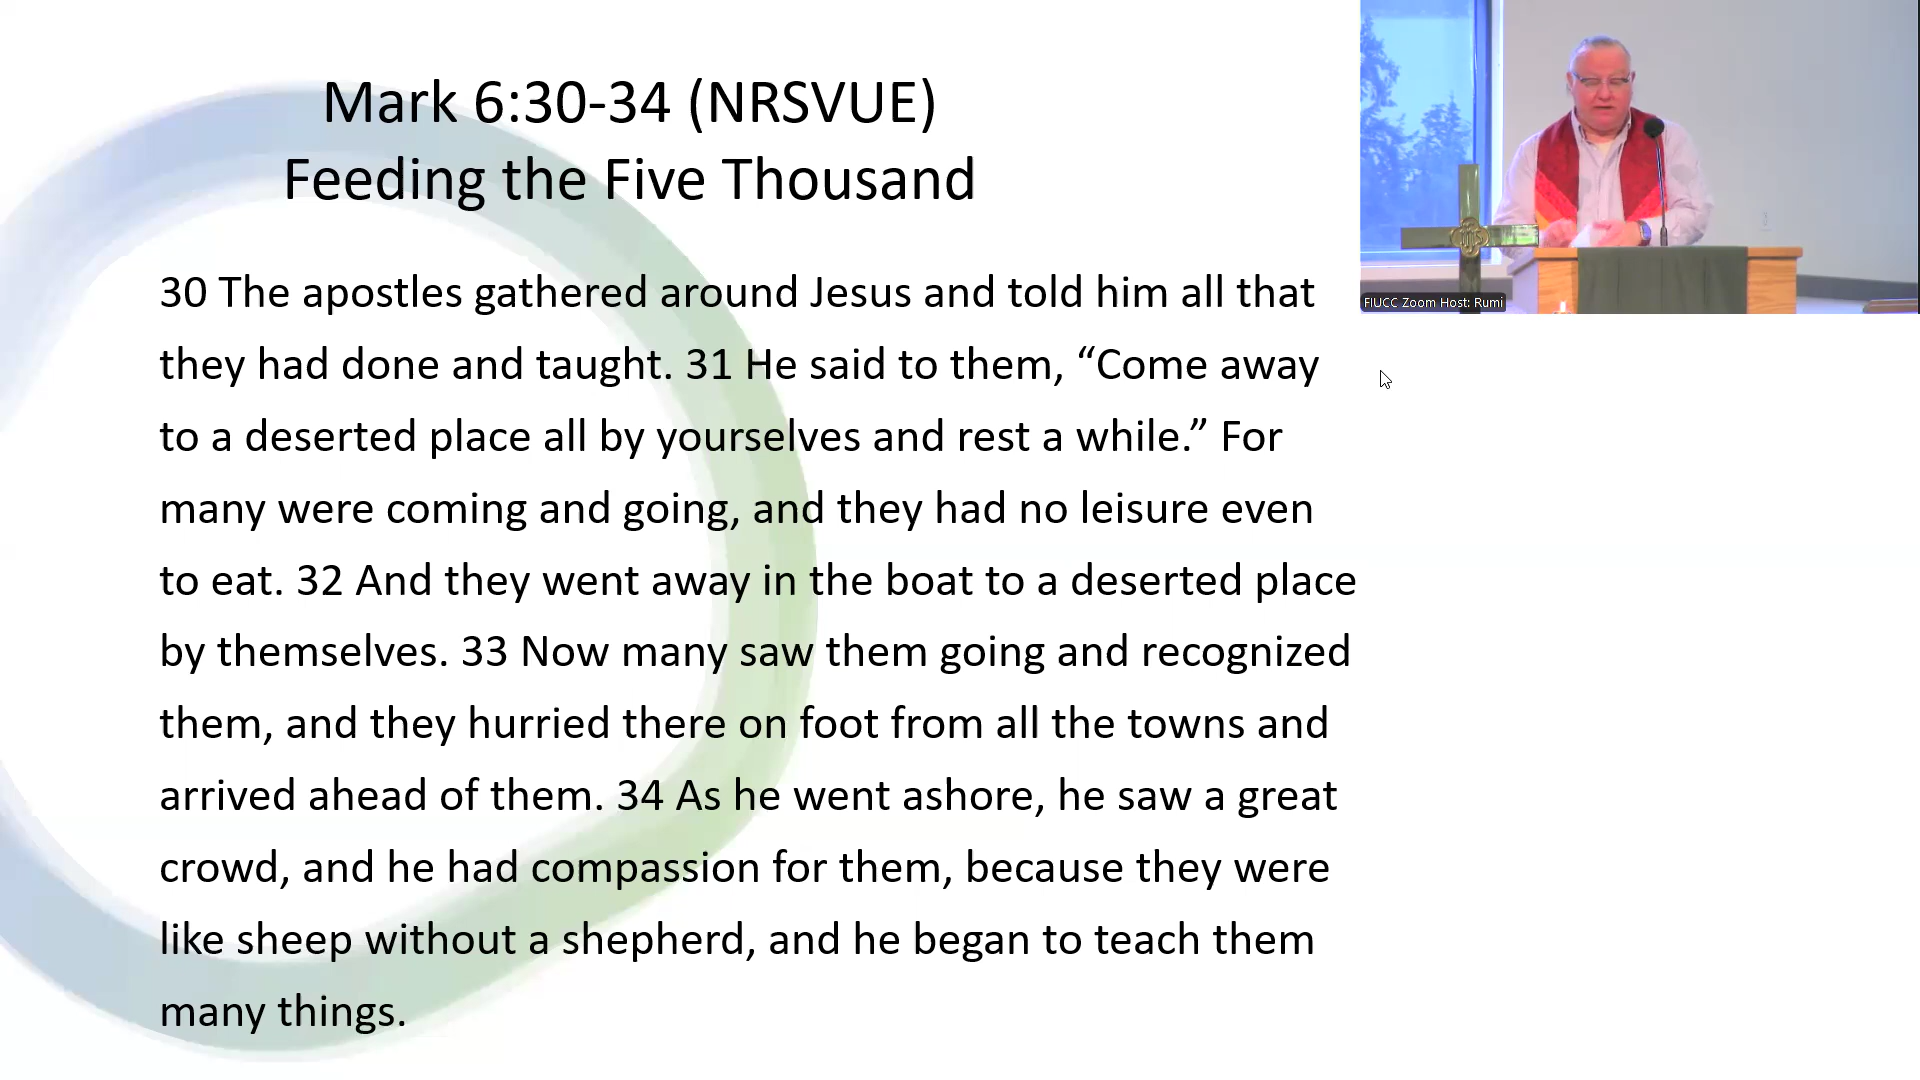 Mark 6:30-34 (NRSVUE)
Feeding the Five Thousand
30 The apostles gathered around Jesus and told him all that
they had done and taught. 31 He said to them, “Come away
to a deserted place all by yourselves and rest a while.” For
many were coming and going, and they had no leisure even
to eat. 32 And they went away in the boat to a deserted place
by themselves. 33 Now many saw them going and recognized
them, and they hurried there on foot from all the towns and
arrived ahead of them. 34 As he went ashore, he saw a great
crowd, and he had compassion for them, because they were
like sheep without a shepherd, and he began to teach them
many things.
FIUCC Zoom Host: Rumi